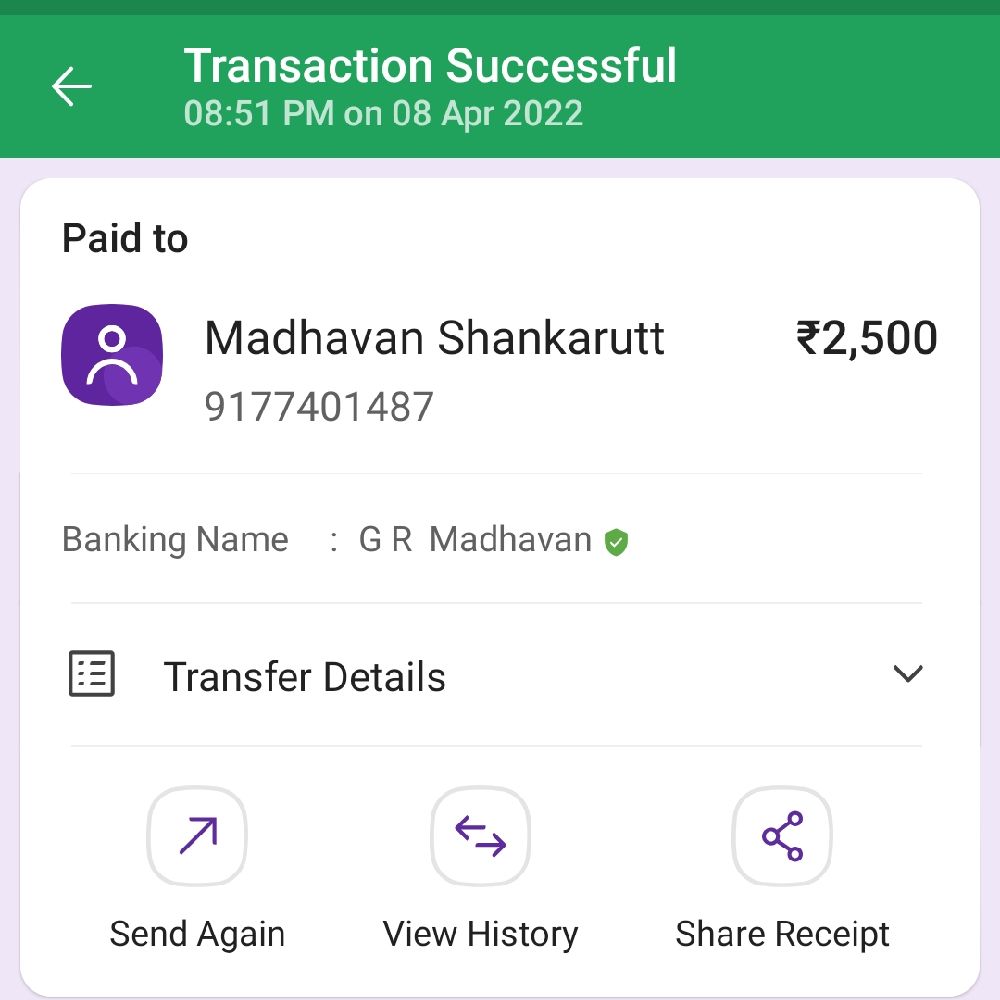 Transaction Successful
08:51 PM on 08 Apr 2022
Paid to
Madhavan Shankarutt ₹2,500
9177401487
Banking Name : G R Madhavan
Transfer Details
Send Again View History Share Receipt